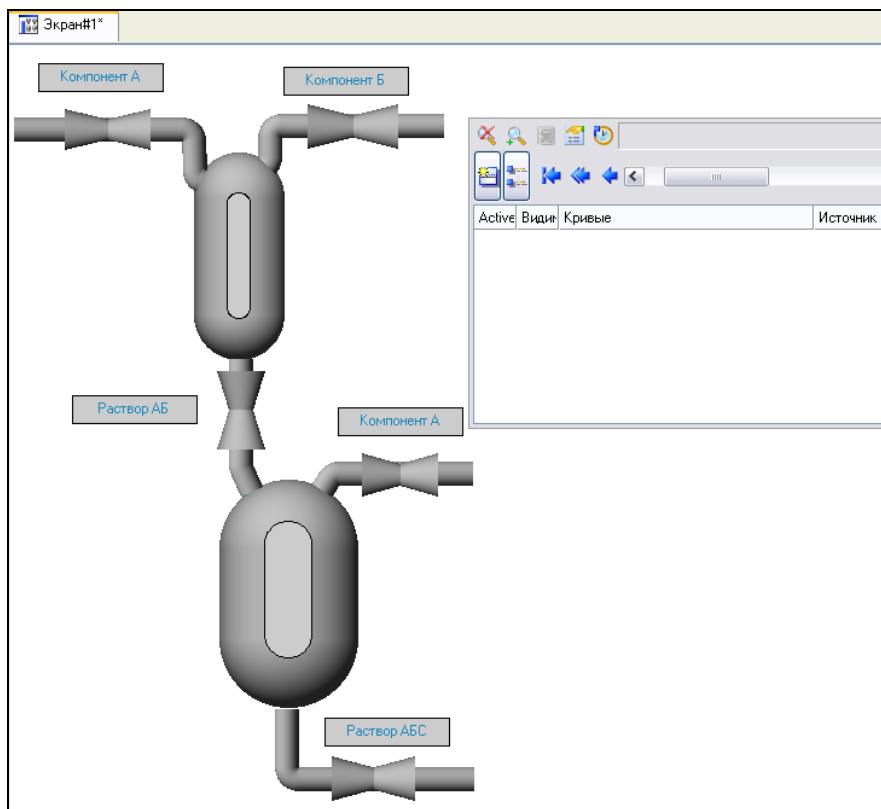 Экран#1*
Компонент А
Компонент Б
Active
Видим
Кривые
Источник
Раствор АБ
Компонент А
Раствор АБС